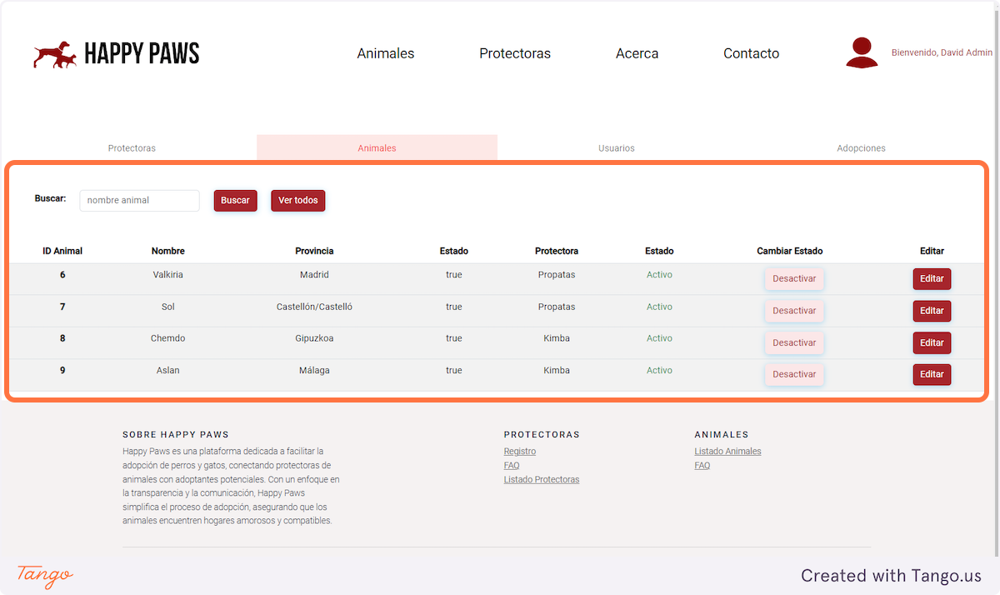 HAPPY PAWS
Animales Protectoras Acerca Contacto Bienvenido, David Admin
Protectoras Animales Usuarios Adopciones
Buscar: nombre animal Buscar Ver todos
ID Animal Nombre Provincia Estado Protectora Estado Cambiar Estado Editar
6 Valkiria Madrid true Propatas Activo Desactivar Editar
7 Sol Castellón/Castelló true Propatas Activo Desactivar Editar
8 Chemdo Gipuzkoa true Kimba Activo Desactivar Editar
9 Aslan Málaga true Kimba Activo Desactivar Editar
SOBRE HAPPY PAWS
Happy Paws es una plataforma dedicada a facilitar la
adopción de perros y gatos, conectando protectoras de
animales con adoptantes potenciales. Con un enfoque en
la transparencia y la comunicación, Happy Paws
simplifica el proceso de adopción, asegurando que los
animales encuentren hogares amorosos y compatibles.
PROTECTORAS
Registro
FAQ
Listado Protectoras
ANIMALES
Listado Animales
FAQ
Tango
Created with Tango.us